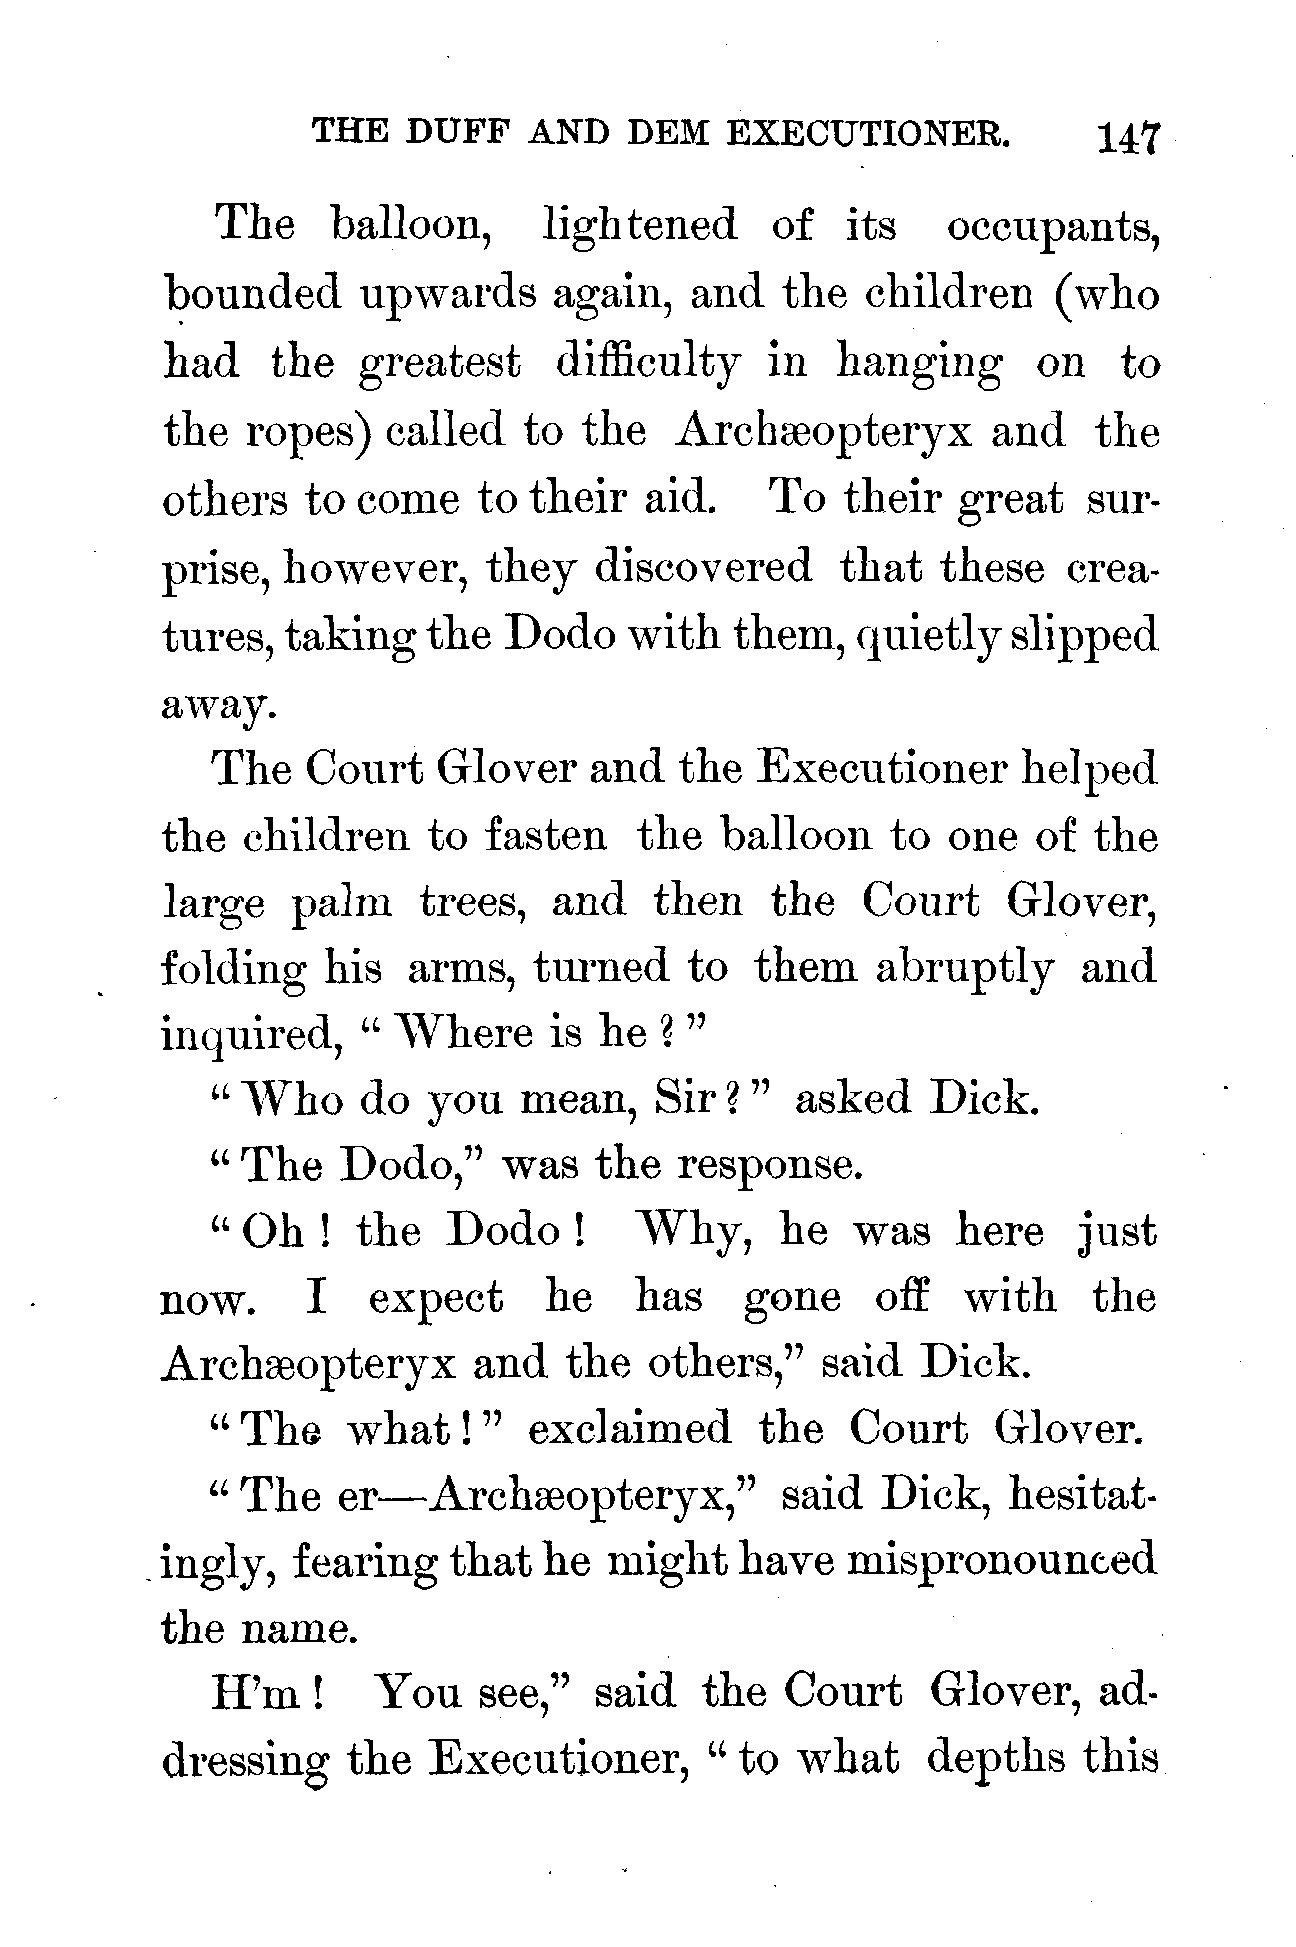 THE DUFF AND DEM EXECUTIONER. 147
The balloon, lightened of its occupants,
bounded upwards again, and the children (who
had the greatest difficulty in hanging on to
the ropes) called to the Archæopteryx and the
others to come to their aid. To their great sur-
prise, however, they discovered that these crea-
tures, taking the Dodo with them, quietly slipped
away.
The Court Glover and the Executioner helped
the children to fasten the balloon to one of the
large palm trees, and then the Court Glover,
folding his arms, turned to them abruptly and
inquired, " Where is he ? "
" Who do you mean, Sir ? " asked Dick.
" The Dodo," was the response.
" Oh ! the Dodo ! Why, he was here just
now. I expect he has gone off with the
Archæopteryx and the others," said Dick.
" The what ! " exclaimed the Court Glover.
" The er—Archæopteryx," said Dick, hesitat-
ingly, fearing that he might have mispronounced
the name.
H'm ! You see," said the Court Glover, ad-
dressing the Executioner, " to what depths this